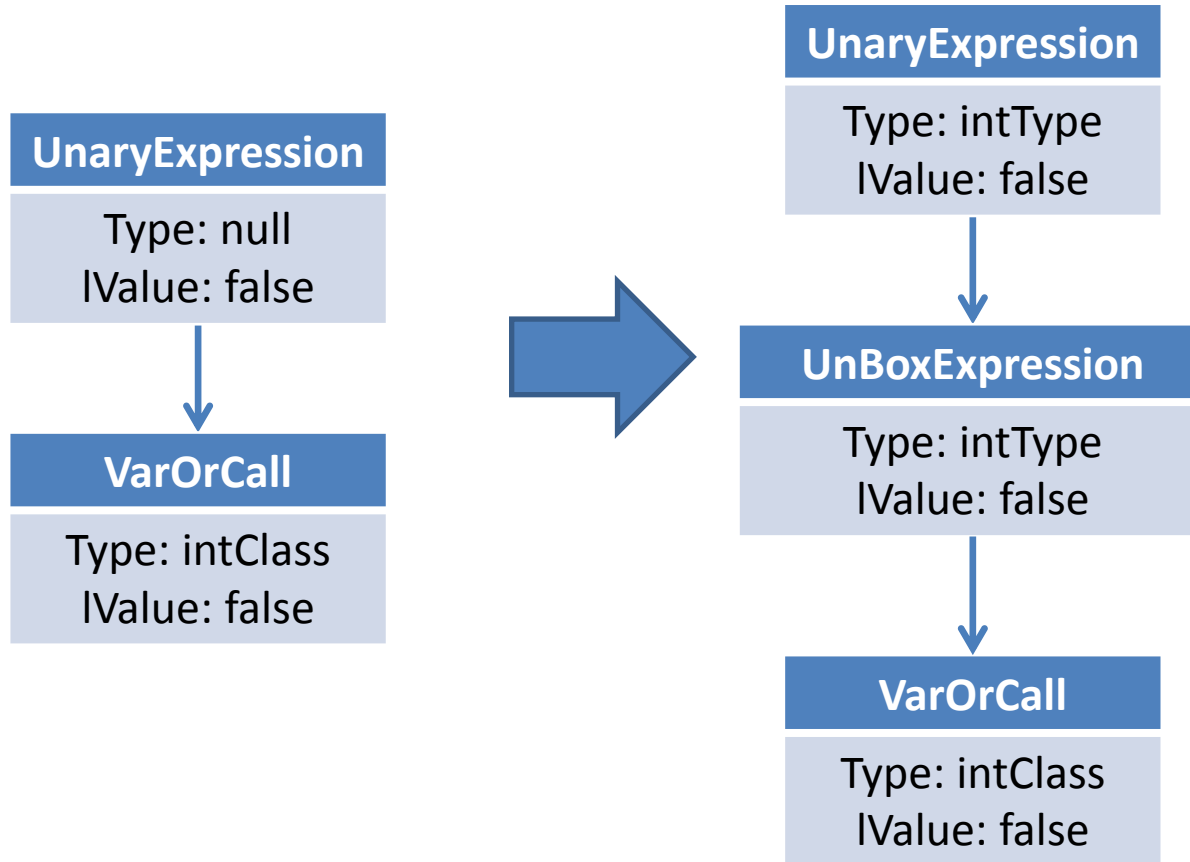 UnaryExpression
Type: null
lValue: false
VarOrCall
Type: intClass
lValue: false
UnaryExpression
Type: intType
lValue: false
UnBoxExpression
Type: intType
lValue: false
VarOrCall
Type: intClass
lValue: false